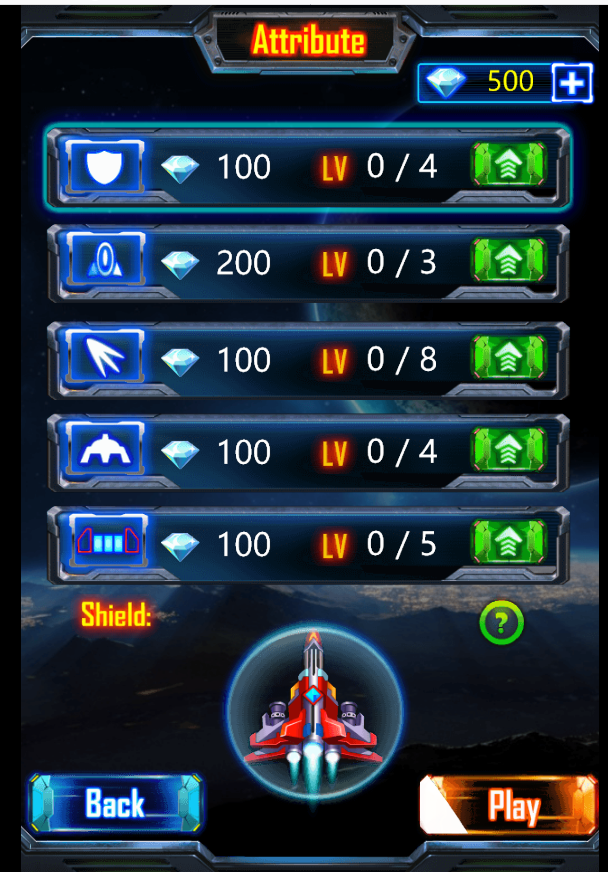 Attribute
500
100 LV 0 / 4
200 LV 0 / 3
100 LV 0 / 8
100 LV 0 / 4
100 LV 0 / 5
Shield: ?
Back Play